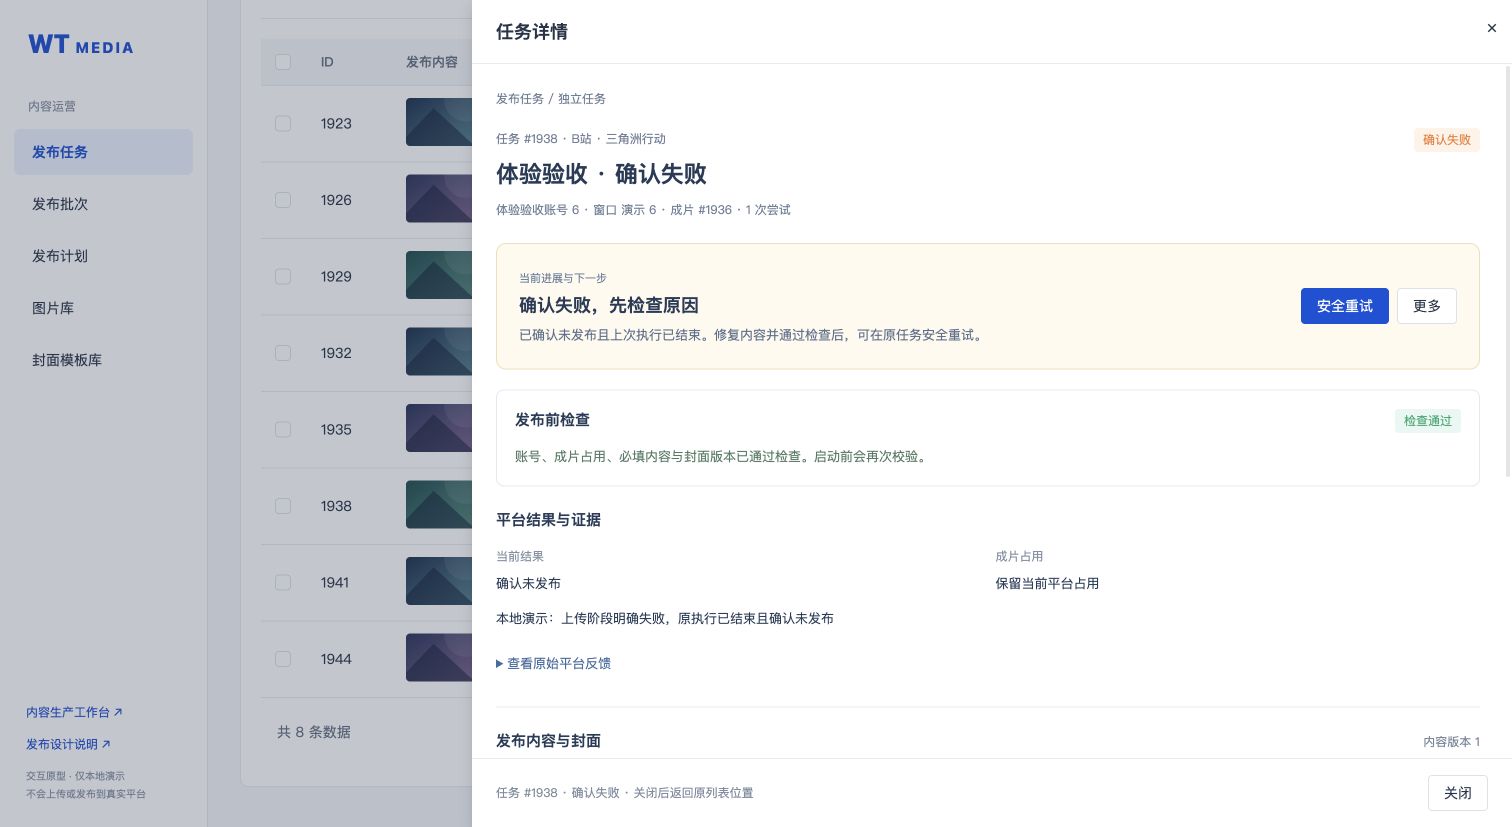 WT MEDIA
内容运营
发布任务
发布批次
发布计划
图片库
封面模板库
内容生产工作台 ↗
发布设计说明 ↗
交互原型 · 仅本地演示
不会上传或发布到真实平台
ID 发布内容
1923
1926
1929
1932
1935
1938
1941
1944
共 8 条数据
任务详情 ×
发布任务 / 独立任务
任务 #1938 · B站 · 三角洲行动 确认失败
体验验收 · 确认失败
体验验收账号 6 · 窗口 演示 6 · 成片 #1936 · 1 次尝试
当前进展与下一步
确认失败，先检查原因
已确认未发布且上次执行已结束。修复内容并通过检查后，可在原任务安全重试。
安全重试 更多
发布前检查 检查通过
账号、成片占用、必填内容与封面版本已通过检查。启动前会再次校验。
平台结果与证据
当前结果 成片占用
确认未发布 保留当前平台占用
本地演示：上传阶段明确失败，原执行已结束且确认未发布
▶ 查看原始平台反馈
发布内容与封面 内容版本 1
任务 #1938 · 确认失败 · 关闭后返回原列表位置 关闭